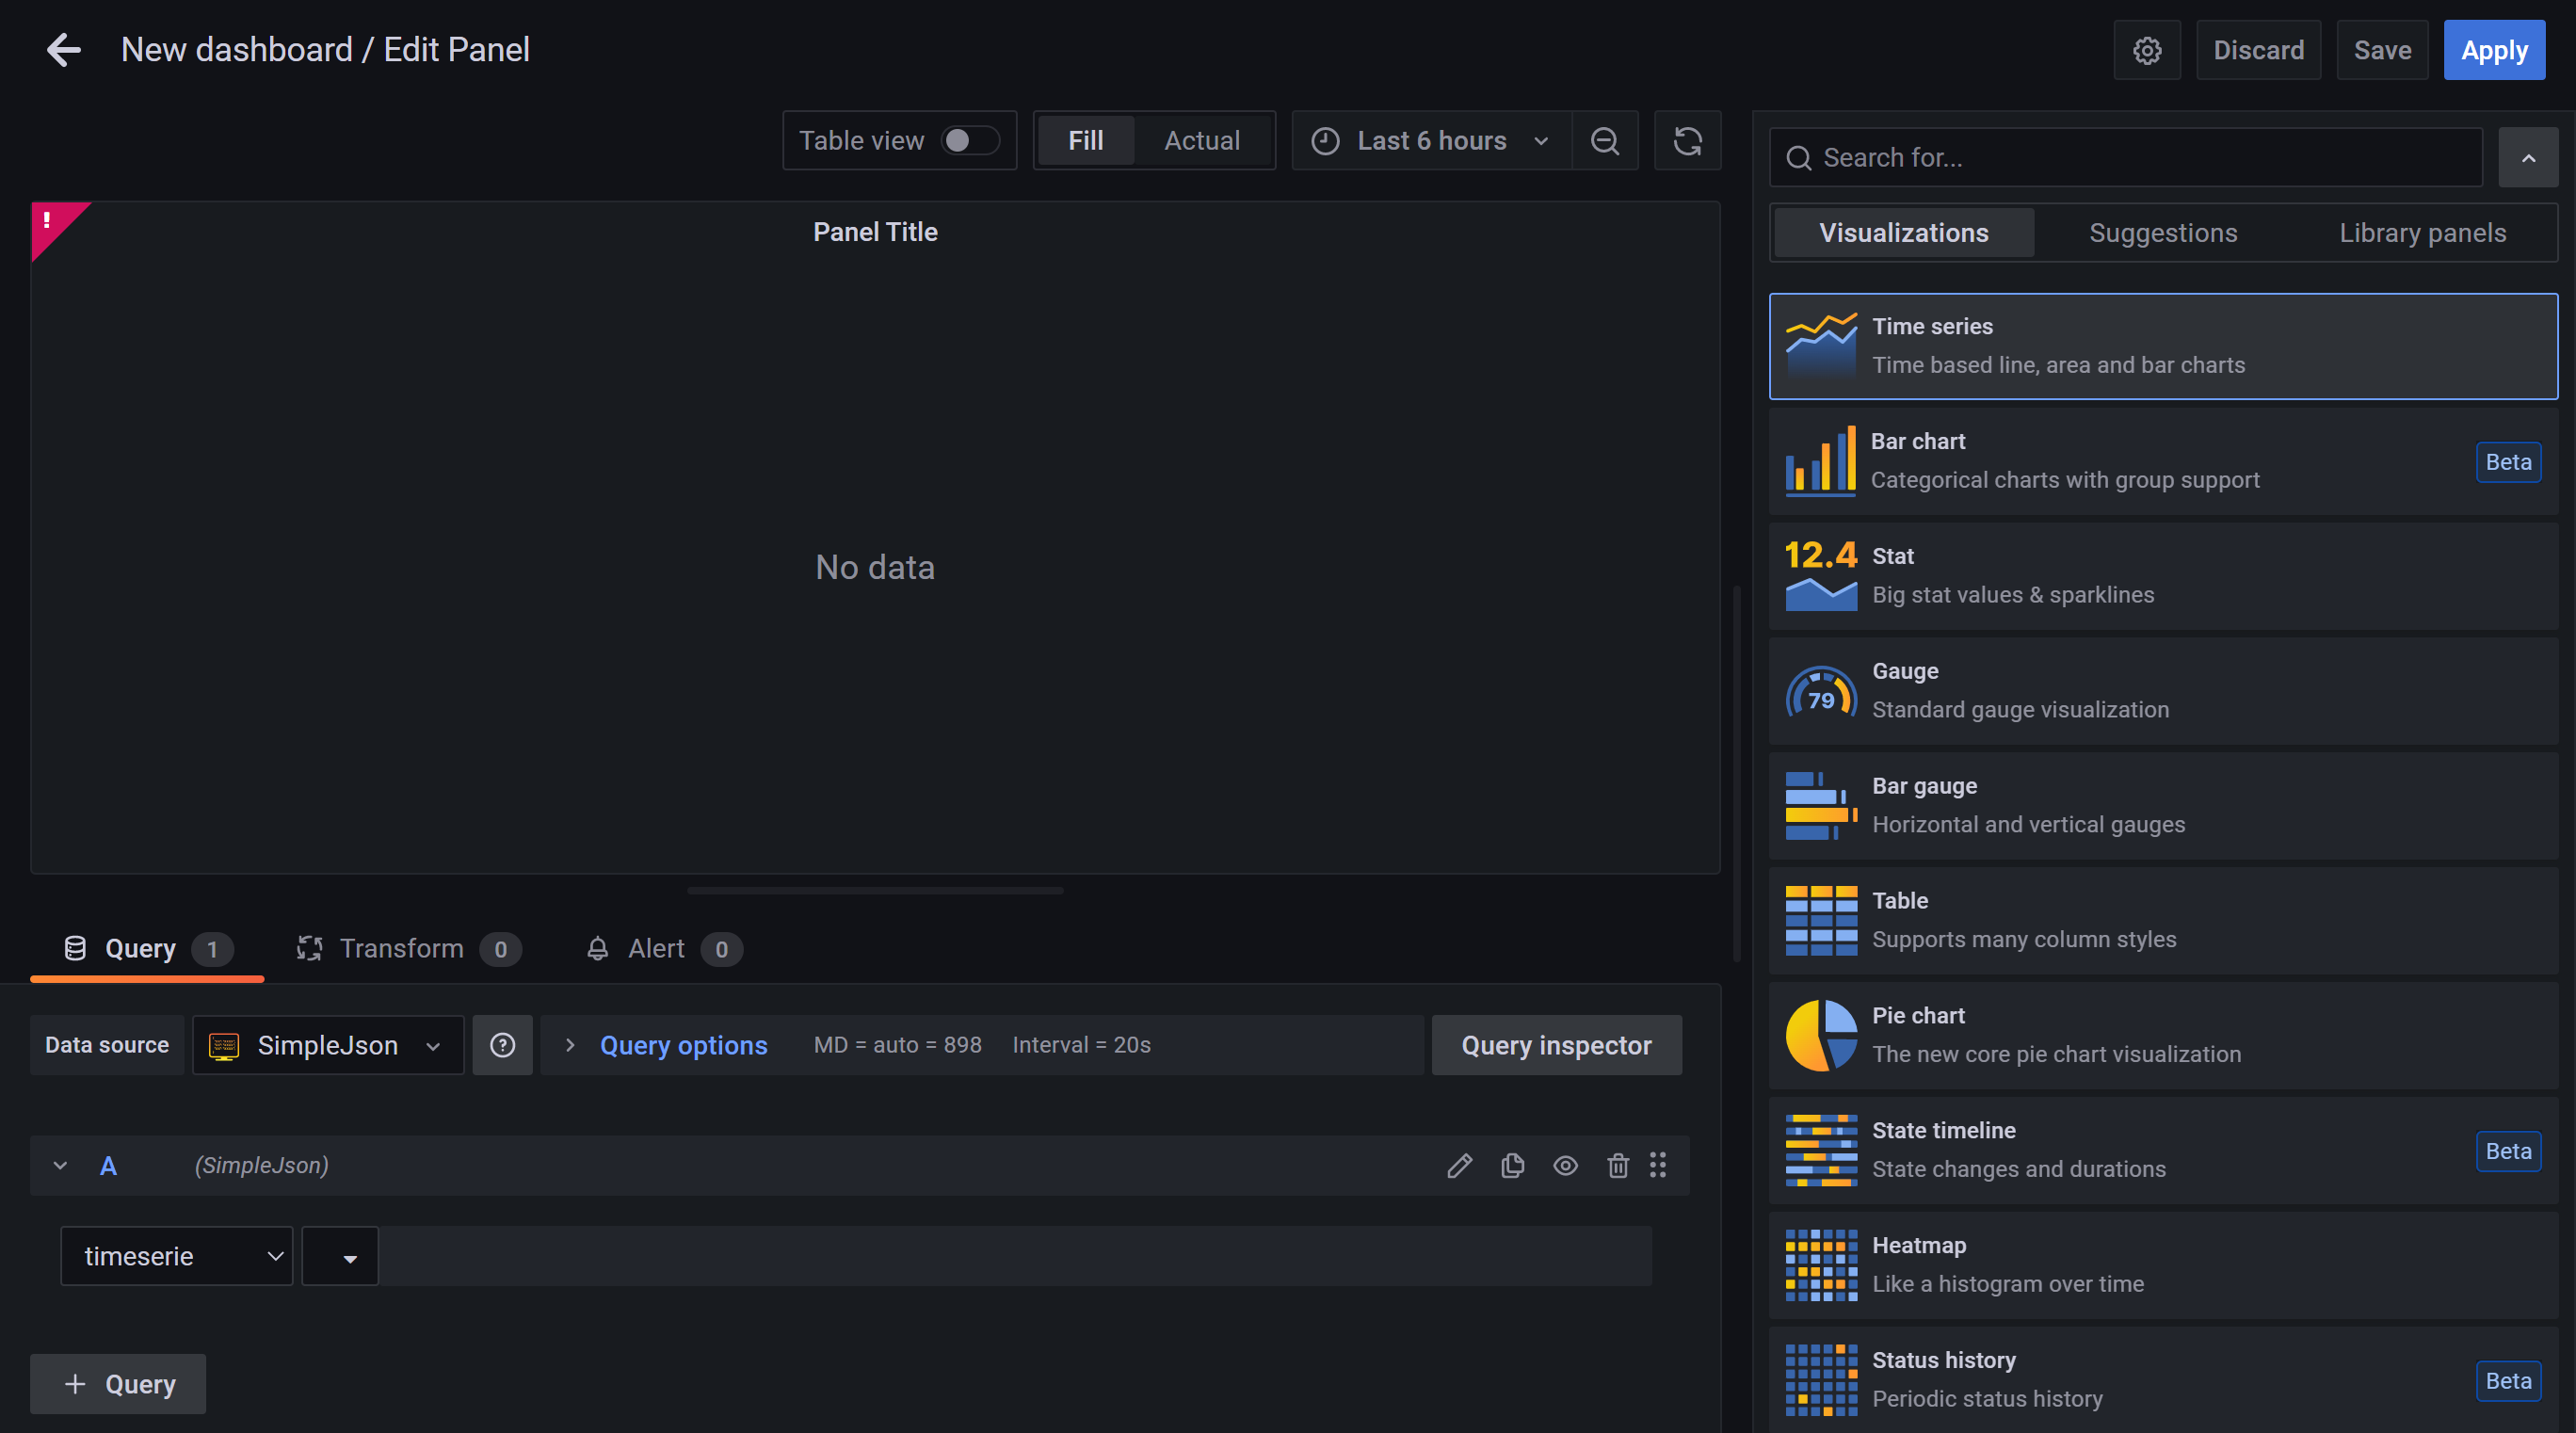 New dashboard / Edit Panel
Discard
Save
Apply
Table view
Fill
Actual
Last 6 hours
Search for...
Visualizations
Suggestions
Library panels
!
Panel Title
No data
Time series
Time based line, area and bar charts
Bar chart
Categorical charts with group support
Beta
12.4
Stat
Big stat values & sparklines
79
Gauge
Standard gauge visualization
Bar gauge
Horizontal and vertical gauges
Table
Supports many column styles
Pie chart
The new core pie chart visualization
State timeline
State changes and durations
Beta
Heatmap
Like a histogram over time
Status history
Periodic status history
Beta
Query 1
Transform 0
Alert 0
Data source
SimpleJson
Query options
MD = auto = 898
Interval = 20s
Query inspector
A
(SimpleJson)
timeserie
+ Query